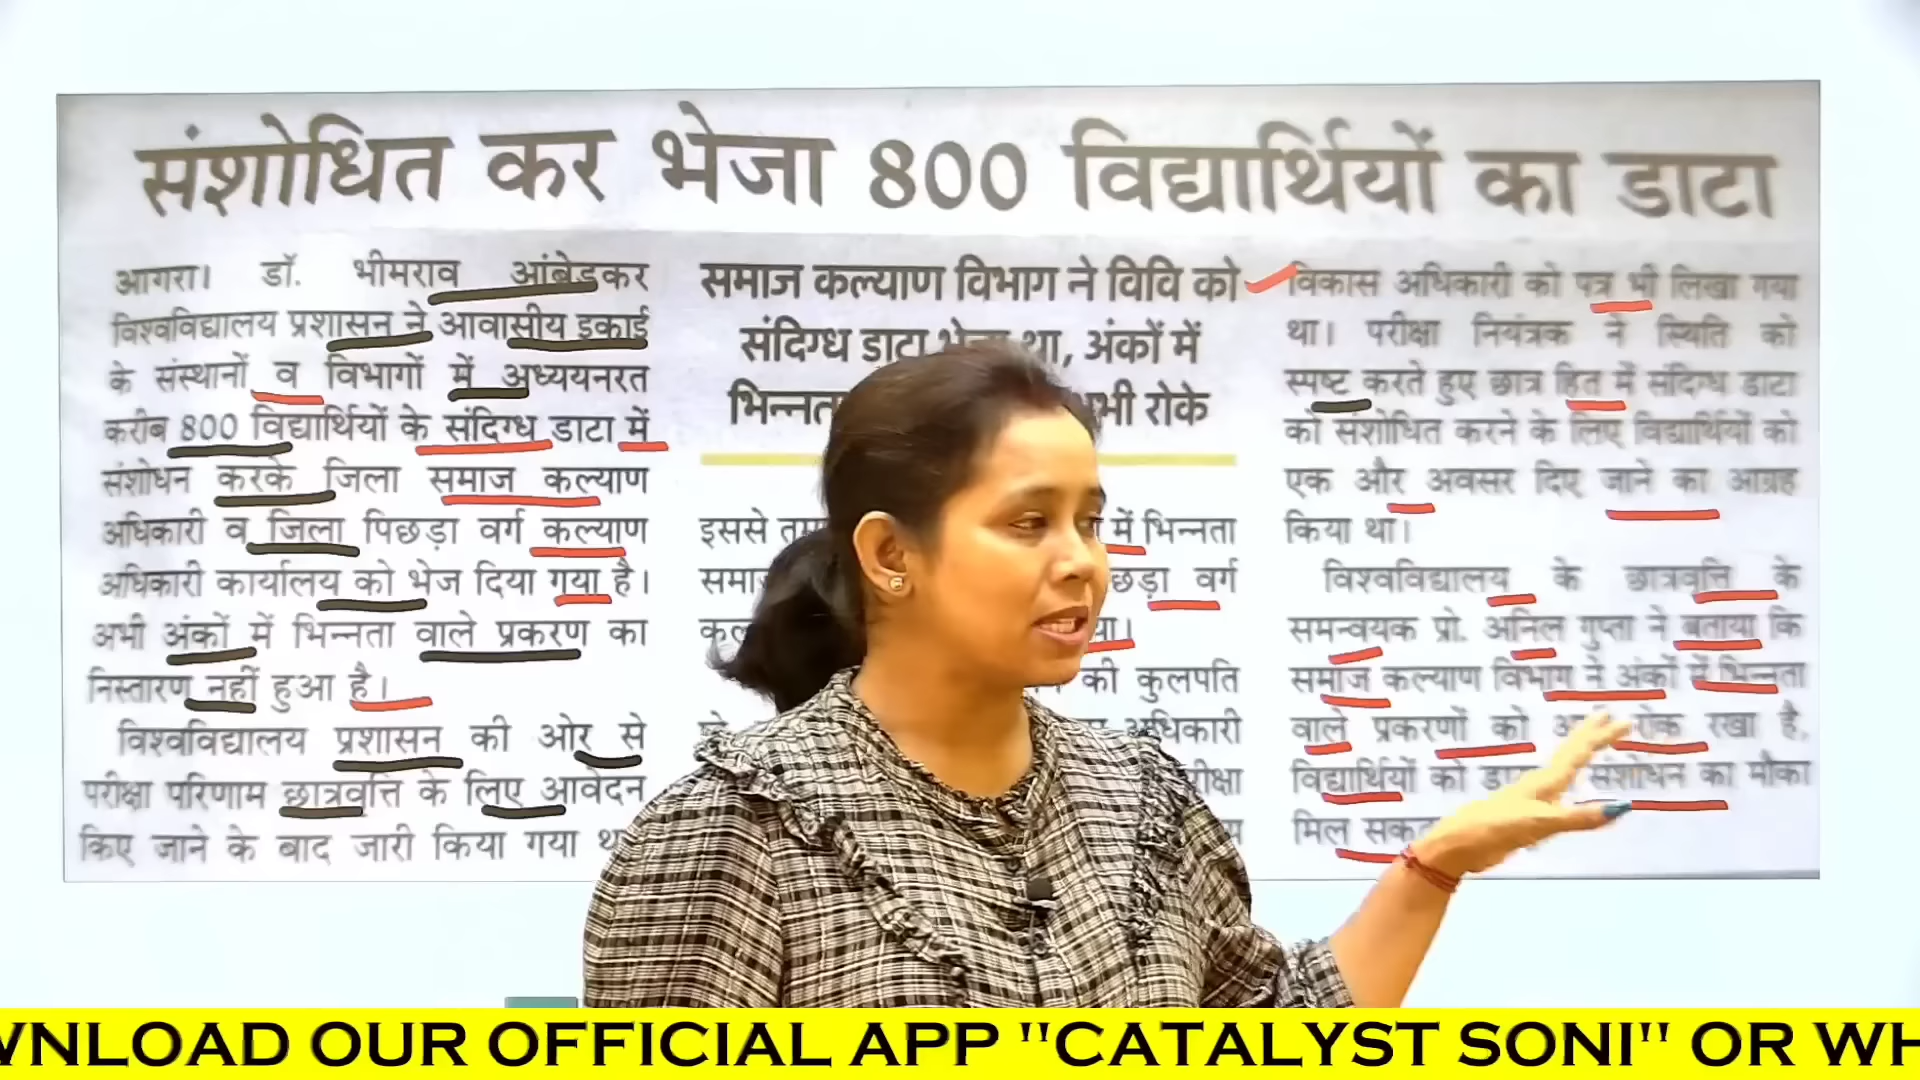 संशोधित कर भेजा 800 विद्यार्थियों का डाटा
आगरा। डॉ. भीमराव आंबेडकर
विश्वविद्यालय प्रशासन ने आवासीय इकाई
के संस्थानों व विभागों में अध्ययनरत
करीब 800 विद्यार्थियों के संदिग्ध डाटा में
संशोधन करके जिला समाज कल्याण
अधिकारी व जिला पिछड़ा वर्ग कल्याण
अधिकारी कार्यालय को भेज दिया गया है।
अभी अंकों में भिन्नता वाले प्रकरण का
निस्तारण नहीं हुआ है।
विश्वविद्यालय प्रशासन की ओर से
परीक्षा परिणाम छात्रवृत्ति के लिए आवेदन
किए जाने के बाद जारी किया गया
समाज कल्याण विभाग ने विवि को
संदिग्ध डाटा था, अंकों में
रोके
इससे में भिन्नता
वर्ग
की कुलपति
अधिकारी
विकास अधिकारी को पत्र भी लिखा गया
था। परीक्षा नियंत्रक ने स्थिति को
स्पष्ट करते हुए छात्र हित में संदिग्ध डाटा
को संशोधित करने के लिए विद्यार्थियों को
एक और अवसर दिए जाने का आग्रह
किया था।
विश्वविद्यालय के छात्रवृत्ति के
समन्वयक प्रो. अनिल गुप्ता ने बताया कि
समाज कल्याण विभाग ने अंकों में भिन्नता
वाले प्रकरणों को रोक रखा है,
विद्यार्थियों को संशोधन का मौका
मिल
OUR OFFICIAL APP "CATALYST SONI" OR